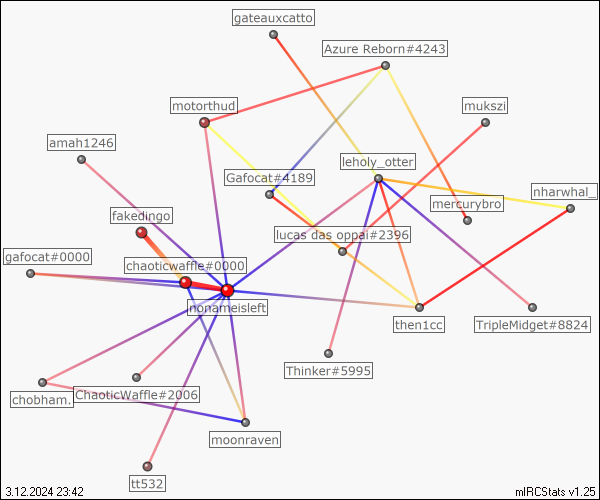 gateauxcatto
Azure Reborn#4243
motorthud
mukszi
amah1246
leholy_otter
Gafocat#4189
nharwhal_
mercurybro
fakedingo
lucas das oppai#2396
gafocat#0000
chaoticwaffle#0000
nonameisleft
then1cc
TripleMidget#8824
Thinker#5995
chobham.
ChaoticWaffle#2006
moonraven
tt532
3.12.2024 23:42
mIRCStats v1.25